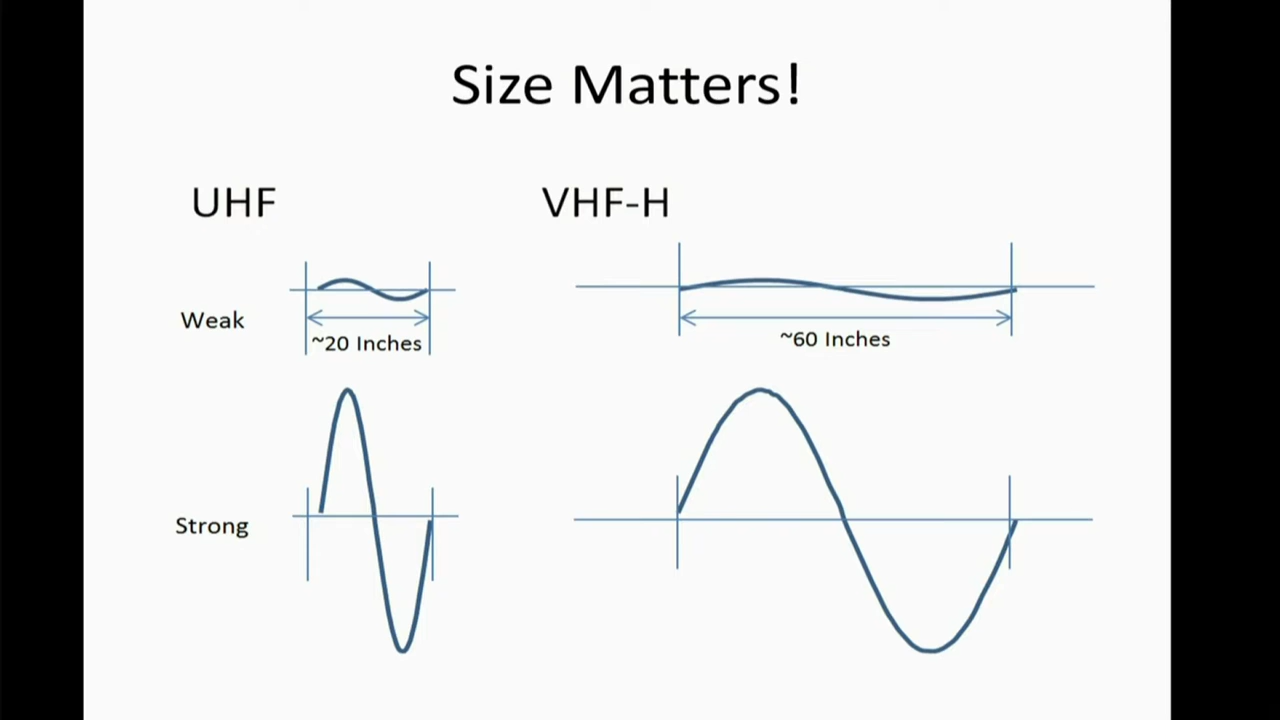 Size Matters!
UHF
VHF-H
Weak
~20 Inches
~60 Inches
Strong